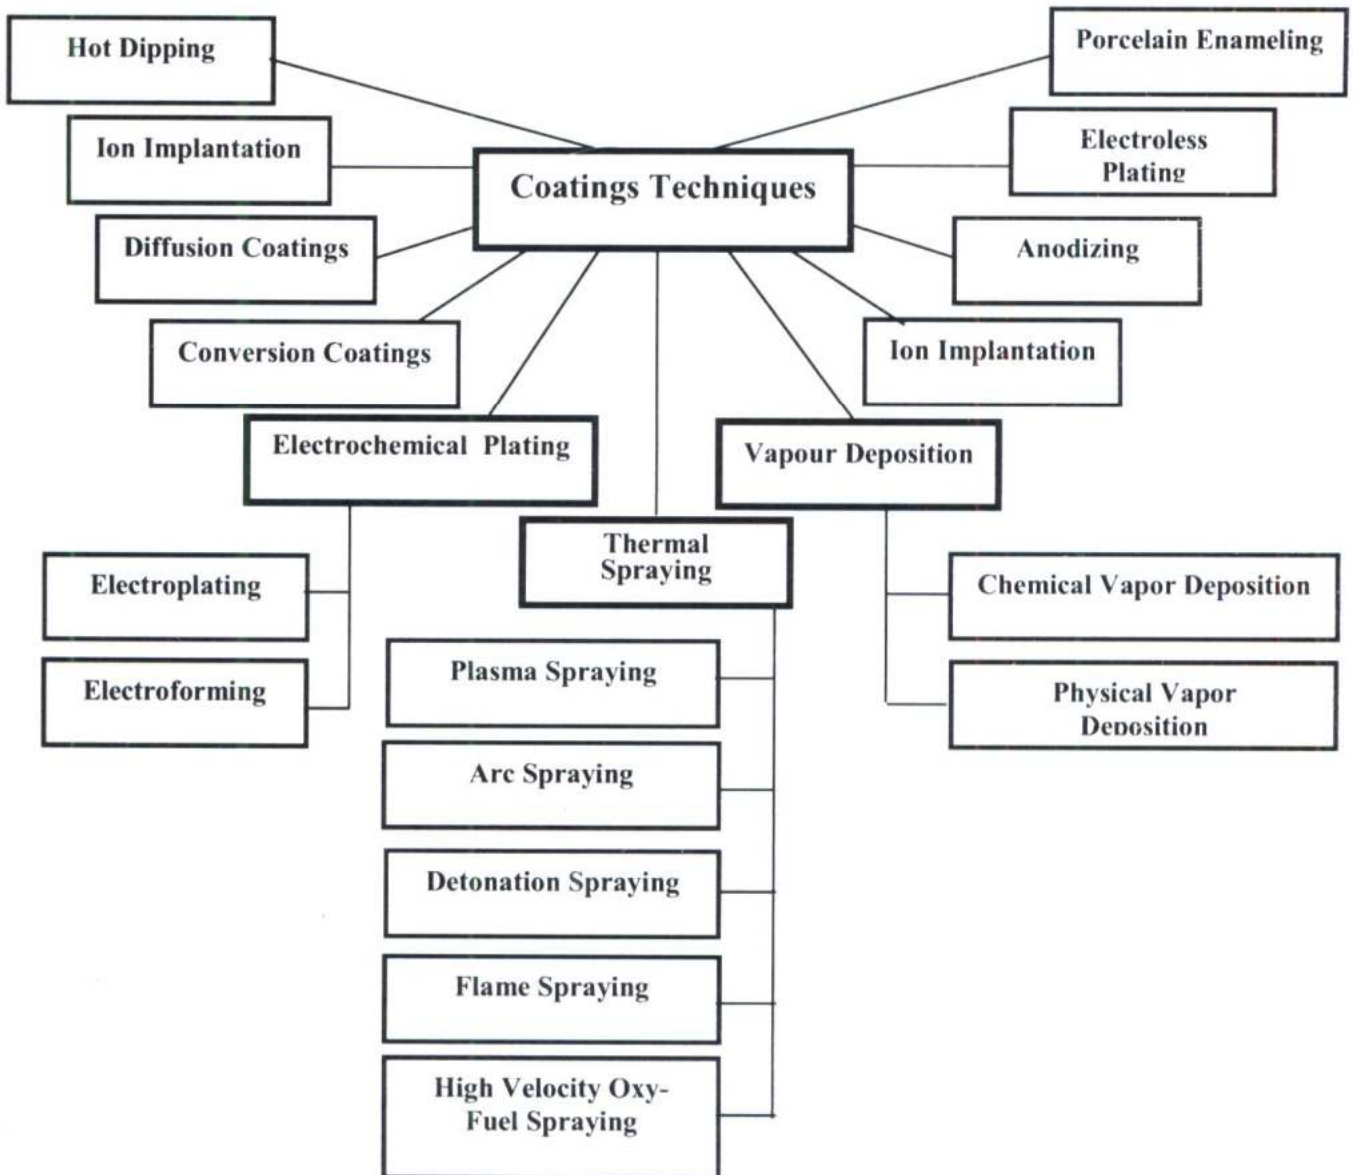 Hot Dipping
Porcelain Enameling
Ion Implantation
Electroless
Plating
Coatings Techniques
Diffusion Coatings
Anodizing
Conversion Coatings
Ion Implantation
Electrochemical Plating
Vapour Deposition
Thermal
Spraying
Electroplating
Chemical Vapor Deposition
Electroforming
Physical Vapor
Deposition
Plasma Spraying
Arc Spraying
Detonation Spraying
Flame Spraying
High Velocity Oxy-
Fuel Spraying